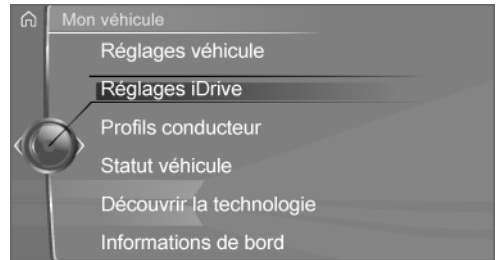 Mon véhicule
Réglages véhicule
Réglages iDrive
Profils conducteur
Statut véhicule
Découvrir la technologie
Informations de bord